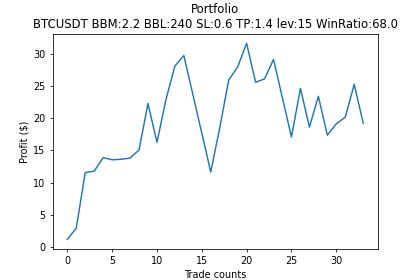 Portfolio
BTCUSDT BBM:2.2 BBL:240 SL:0.6 TP:1.4 lev:15 WinRatio:68.0
30
25
20
15
10
5
0
Profit ($)
0 5 10 15 20 25 30
Trade counts